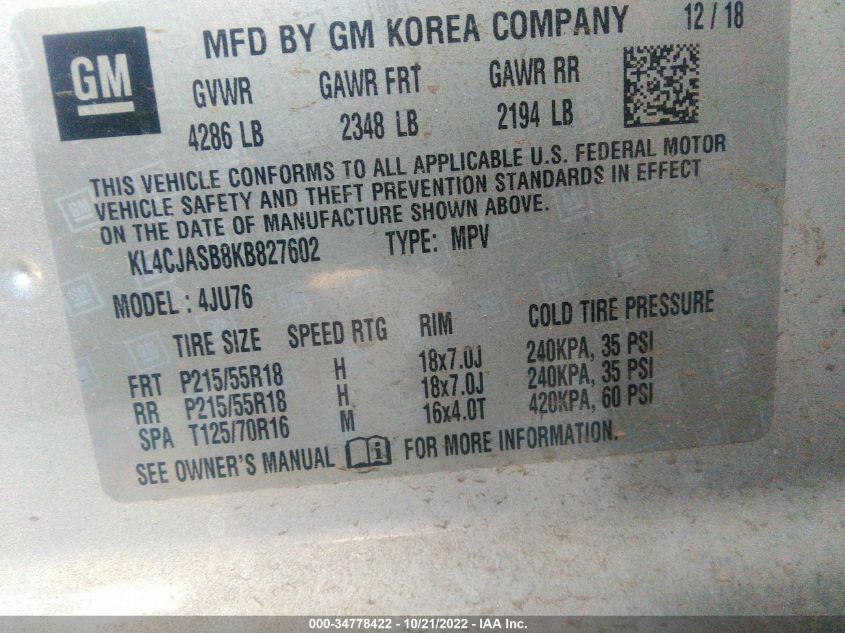 GM
MFD BY GM KOREA COMPANY 12/18
GVWR GAWR FRT GAWR RR
4286 LB 2348 LB 2194 LB
THIS VEHICLE CONFORMS TO ALL APPLICABLE U.S. FEDERAL MOTOR
VEHICLE SAFETY AND THEFT PREVENTION STANDARDS IN EFFECT
ON THE DATE OF MANUFACTURE SHOWN ABOVE.
KL4CJASB8KB827602 TYPE: MPV
MODEL : 4JU76
TIRE SIZE SPEED RTG RIM COLD TIRE PRESSURE
FRT P215/55R18 H 18x7.0J 240KPA, 35 PSI
RR P215/55R18 H 18x7.0J 240KPA, 35 PSI
SPA T125/70R16 M 16x4.0T 420KPA, 60 PSI
SEE OWNER'S MANUAL i FOR MORE INFORMATION.
000-34778422 - 10/21/2022 - IAA Inc.